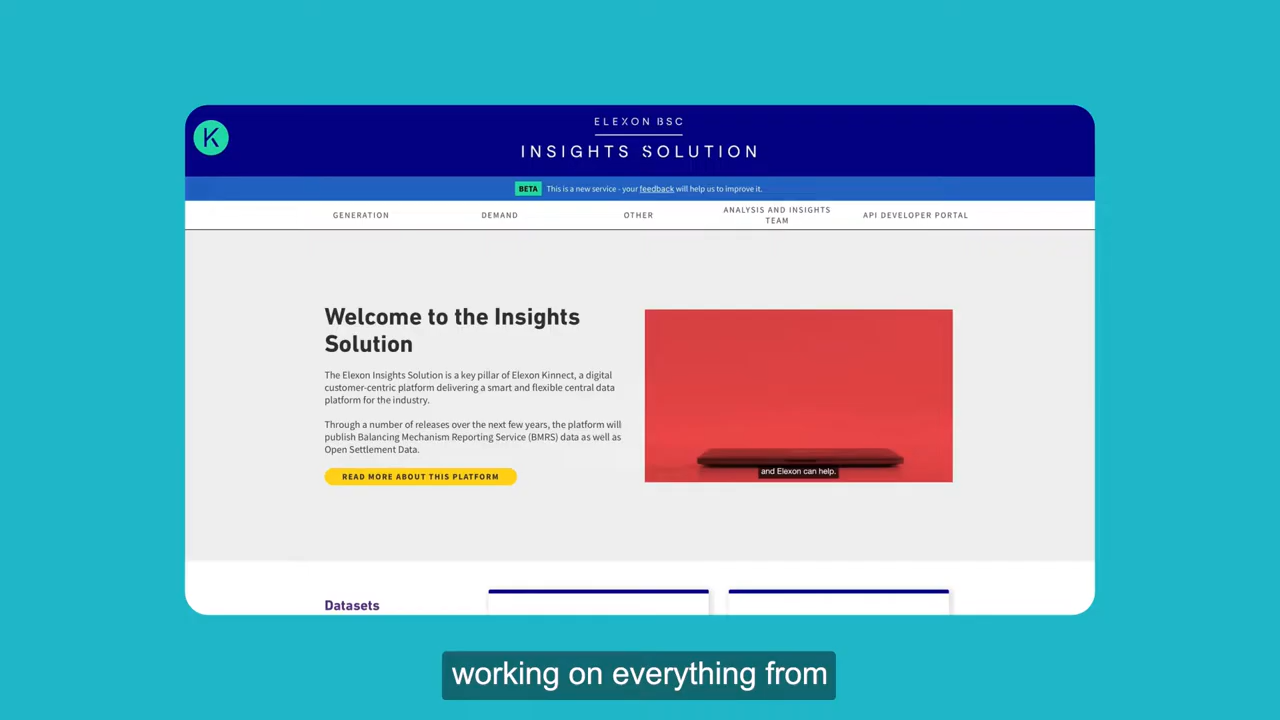 K
ELEXON BSC
INSIGHTS SOLUTION
BETA This is a new service - your feedback will help us to improve it.
GENERATION
DEMAND
OTHER
ANALYSIS AND INSIGHTS
TEAM
API DEVELOPER PORTAL
Welcome to the Insights
Solution
The Elexon Insights Solution is a key pillar of Elexon Kinnect, a digital
customer-centric platform delivering a smart and flexible central data
platform for the industry.
Through a number of releases over the next few years, the platform will
publish Balancing Mechanism Reporting Service (BMRS) data as well as
Open Settlement Data.
READ MORE ABOUT THIS PLATFORM
and Elexon can help.
Datasets
working on everything from